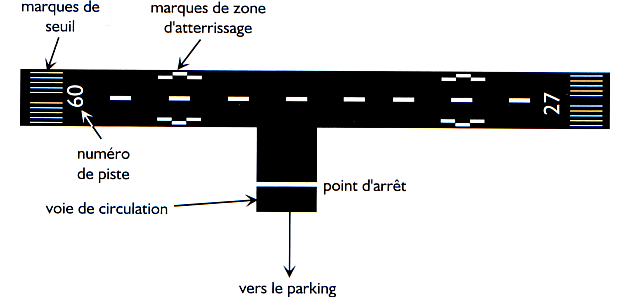 marques de
seuil
marques de zone
d'atterrissage
09
27
numéro
de piste
point d'arrêt
voie de circulation
vers le parking